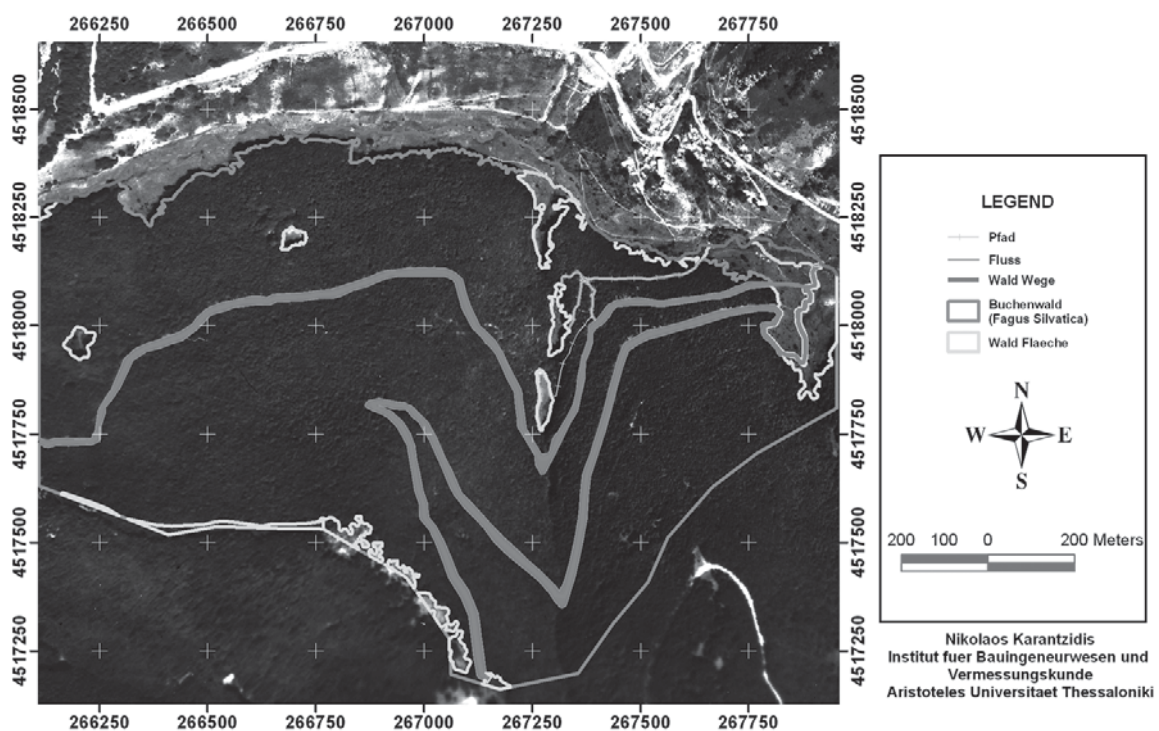 266250 266500 266750 267000 267250 267500 267750
4518500 4518500
4518250 4518250
4518000 4518000
4517750 4517750
4517500 4517500
4517250 4517250
266250 266500 266750 267000 267250 267500 267750
LEGEND
Pfad
Fluss
Wald Wege
Buchenwald
(Fagus Silvatica)
Wald Flaeche
N
W E
S
200 100 0 200 Meters
Nikolaos Karantzidis
Institut fuer Bauingeneurwesen und
Vermessungskunde
Aristoteles Universitaet Thessaloniki